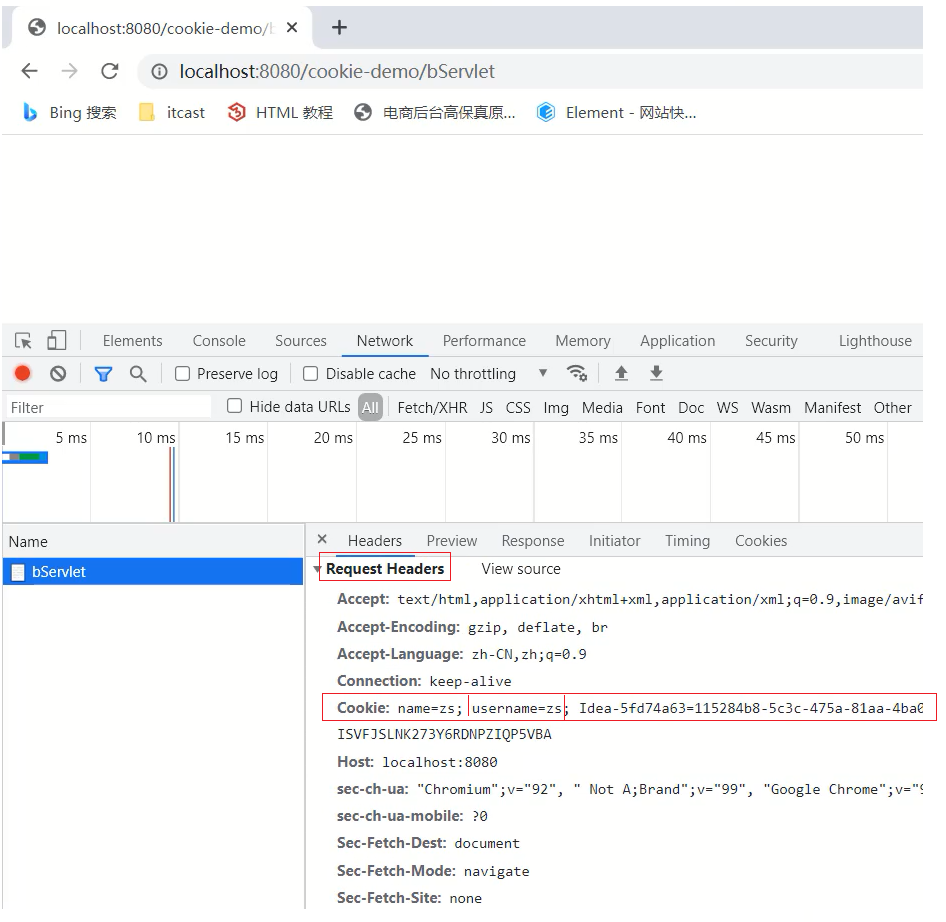 localhost:8080/cookie-demo/b
localhost:8080/cookie-demo/bServlet
Bing 搜索 itcast HTML 教程 电商后台高保真原... Element - 网站快...
Elements Console Sources Network Performance Memory Application Security Lighthouse
Preserve log Disable cache No throttling
Filter Hide data URLs All Fetch/XHR JS CSS Img Media Font Doc WS Wasm Manifest Other
5 ms 10 ms 15 ms 20 ms 25 ms 30 ms 35 ms 40 ms 45 ms 50 ms
Name Headers Preview Response Initiator Timing Cookies
bServlet Request Headers View source
Accept: text/html,application/xhtml+xml,application/xml;q=0.9,image/avif
Accept-Encoding: gzip, deflate, br
Accept-Language: zh-CN,zh;q=0.9
Connection: keep-alive
Cookie: name=zs; username=zs; Idea-5fd74a63=115284b8-5c3c-475a-81aa-4ba0
ISVFJSLNK273Y6RDNPZIQP5VBA
Host: localhost:8080
sec-ch-ua: "Chromium";v="92", " Not A;Brand";v="99", "Google Chrome";v="9
sec-ch-ua-mobile: ?0
Sec-Fetch-Dest: document
Sec-Fetch-Mode: navigate
Sec-Fetch-Site: none